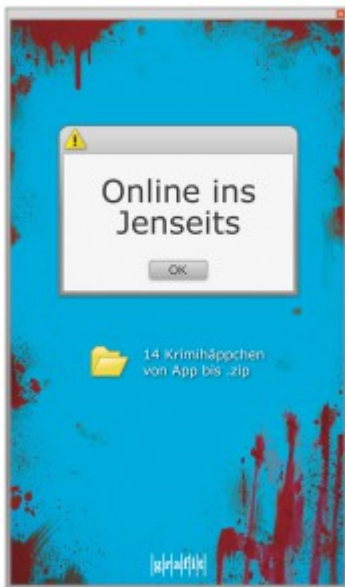 Online ins
Jenseits
OK
14 Krimihäppchen
von App bis .zip
grafit